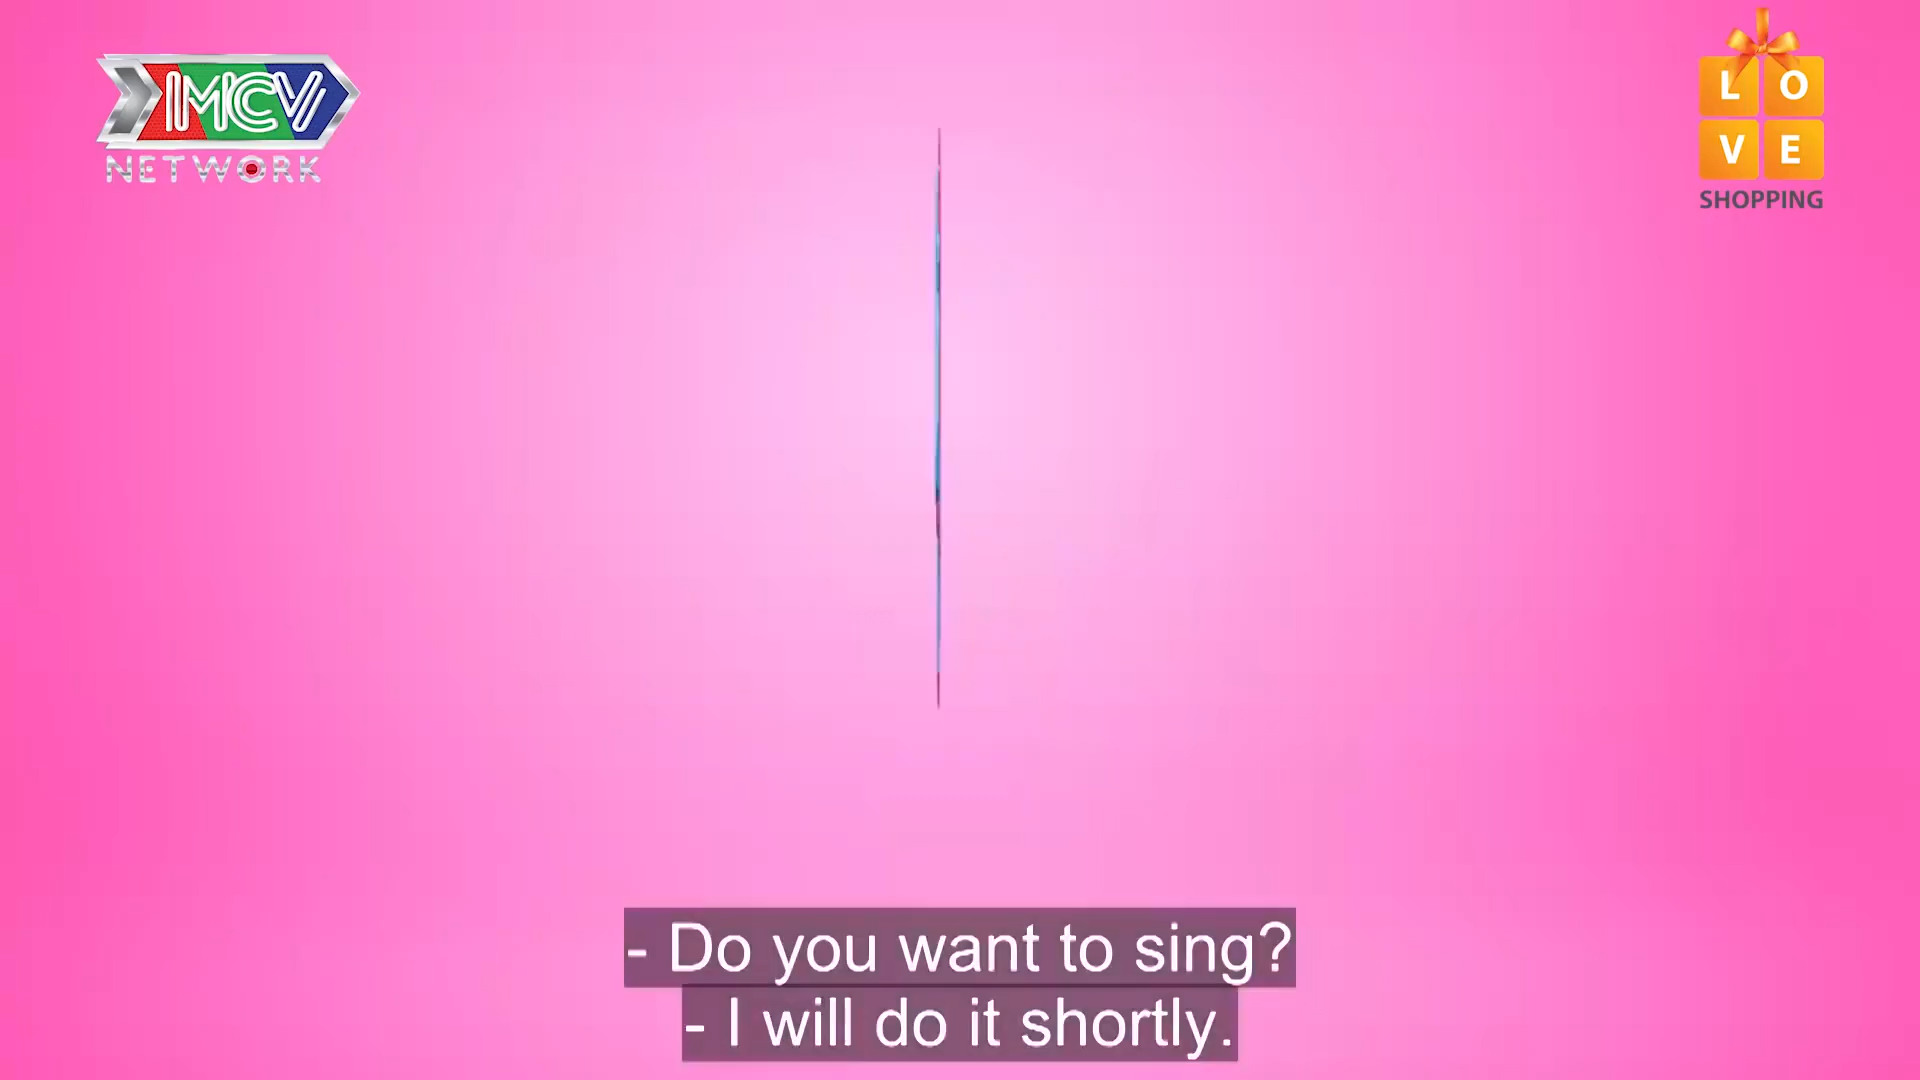 MCV
NETWORK
L O
V E
SHOPPING
- Do you want to sing?
- I will do it shortly.